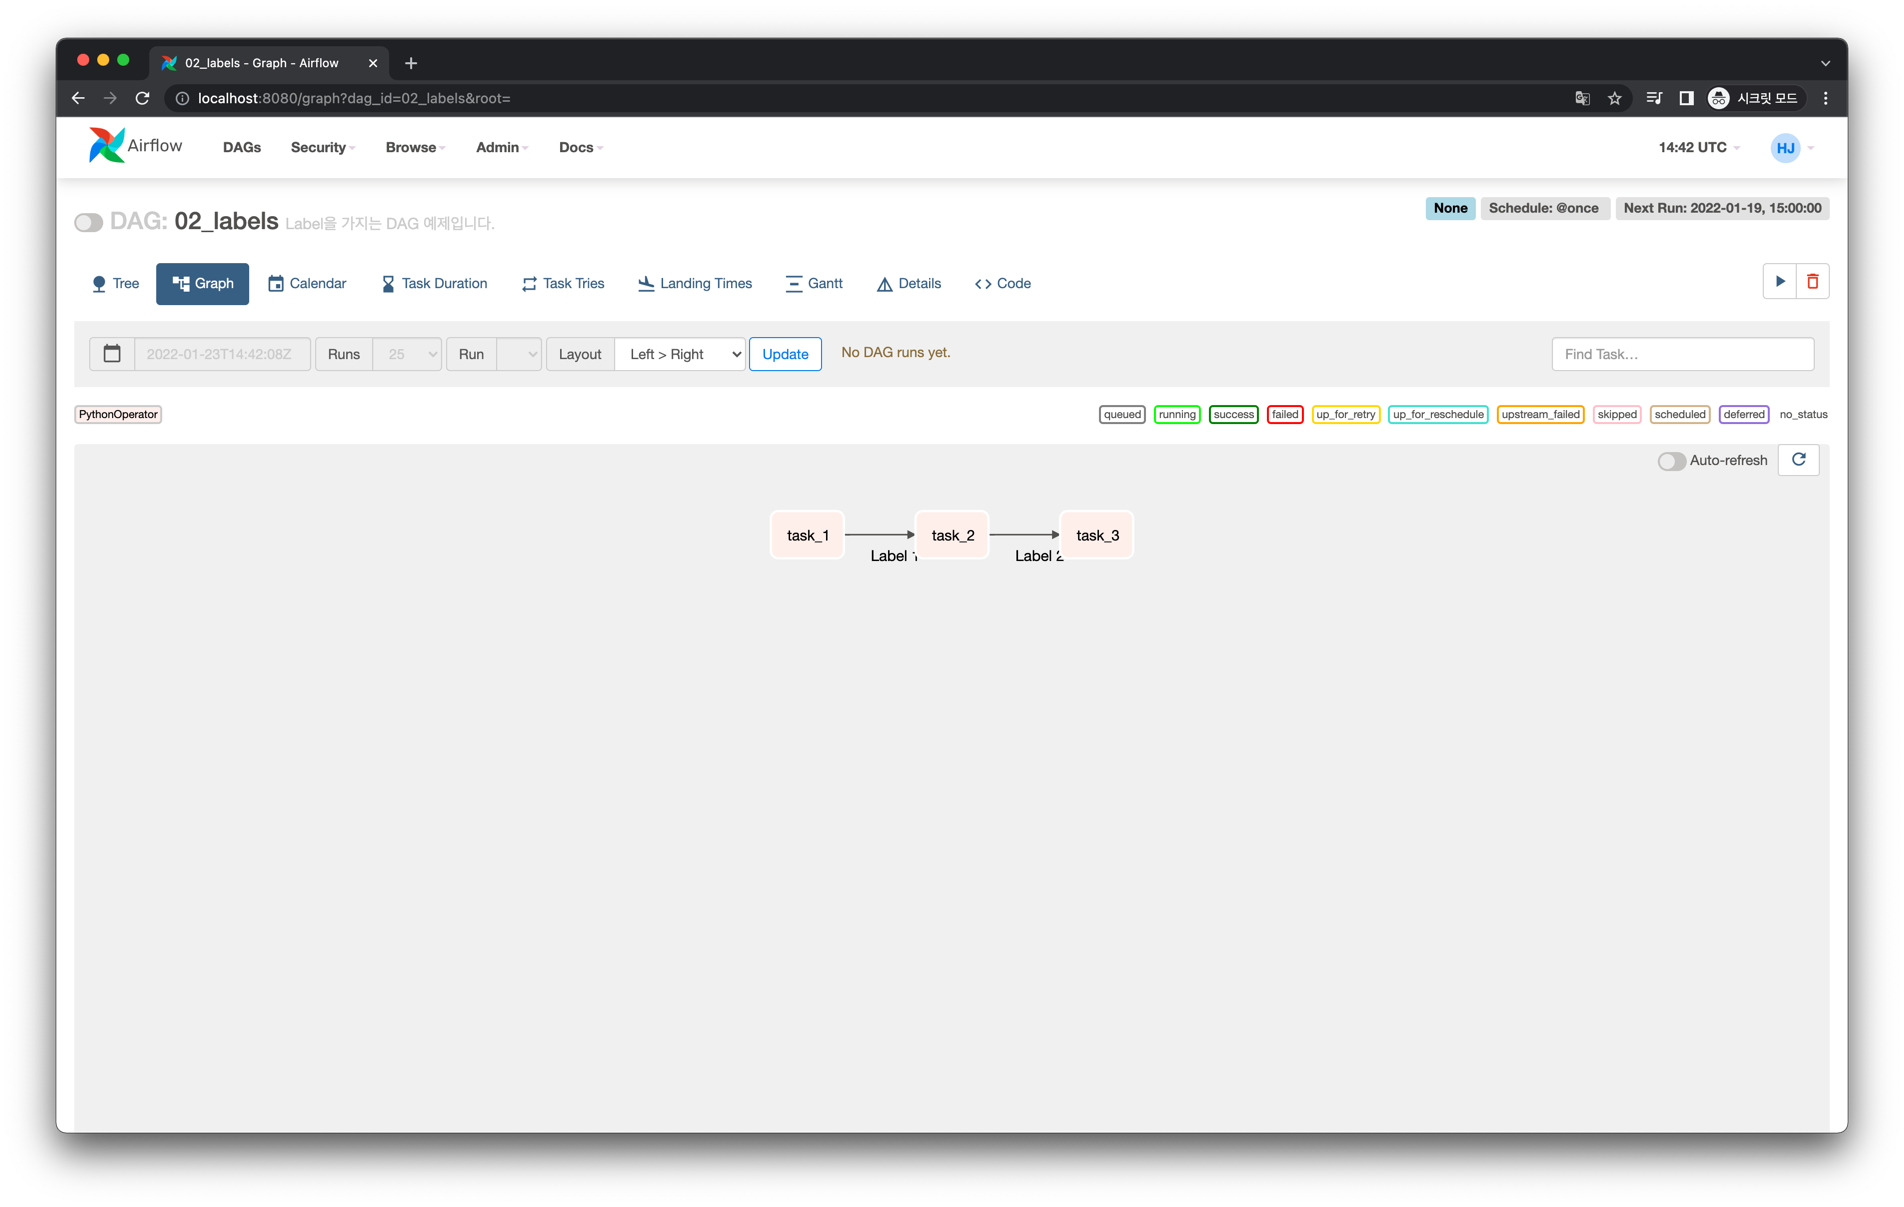 02_labels - Graph - Airflow
localhost:8080/graph?dag_id=02_labels&root=
시크릿 모드
Airflow DAGs Security Browse Admin Docs 14:42 UTC HJ
DAG: 02_labels Label을 가지는 DAG 예제입니다.
None Schedule: @once Next Run: 2022-01-19, 15:00:00
Tree Graph Calendar Task Duration Task Tries Landing Times Gantt Details Code
2022-01-23T14:42:08Z Runs 25 Run Layout Left > Right Update No DAG runs yet. Find Task...
PythonOperator queued running success failed up_for_retry up_for_reschedule upstream_failed skipped scheduled deferred no_status
Auto-refresh
task_1 task_2 task_3
Label 1 Label 2